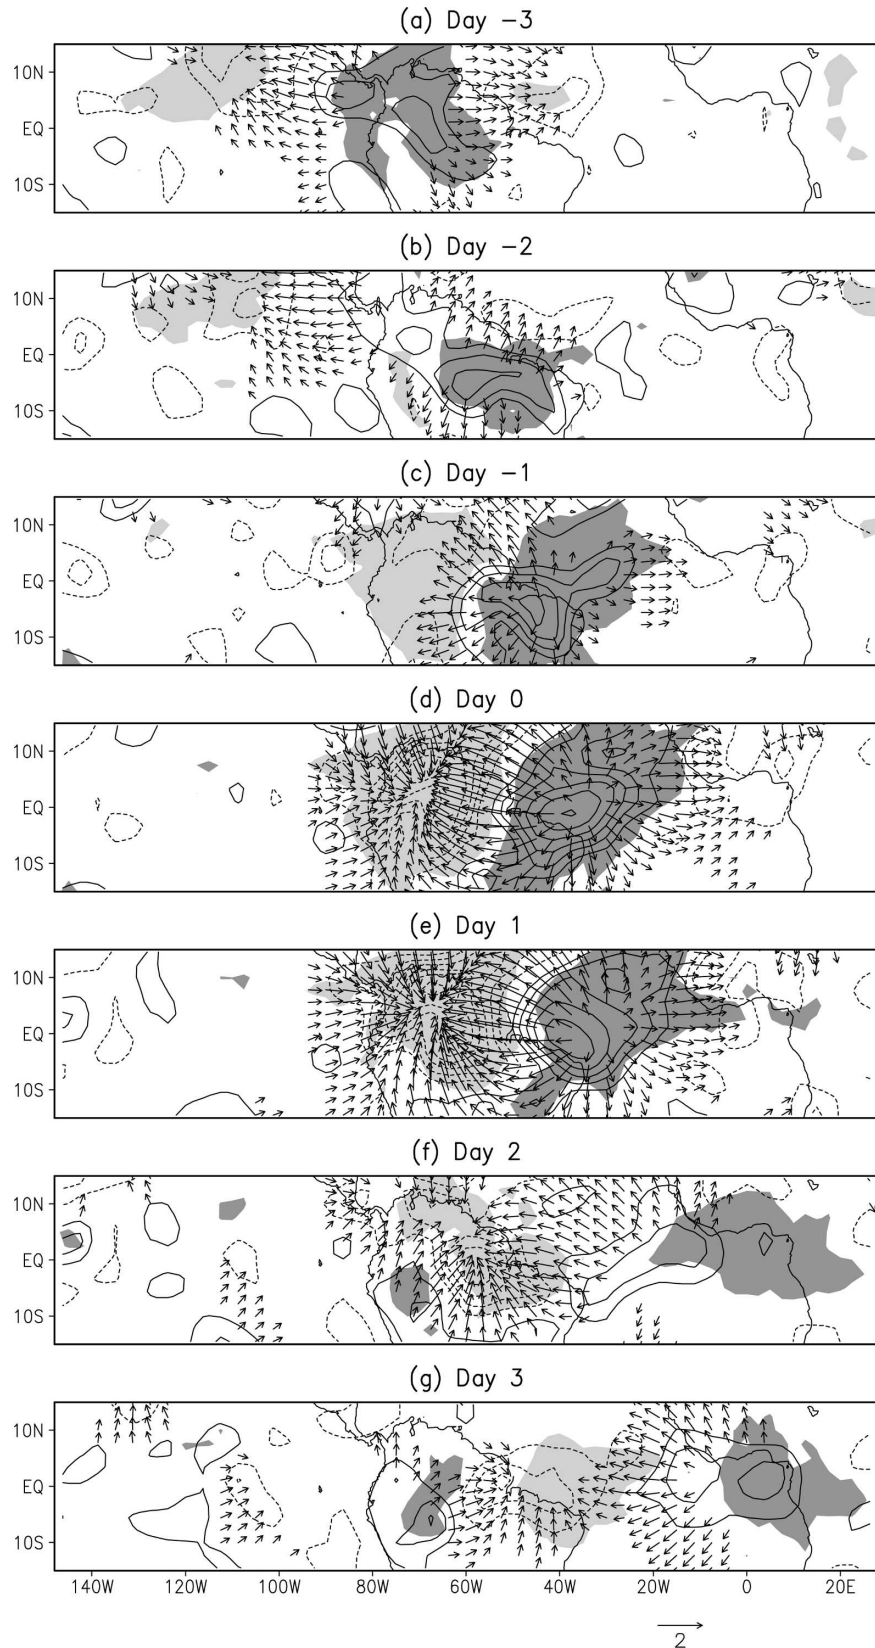 (a) Day -3
10N
EQ
10S
(b) Day -2
10N
EQ
10S
(c) Day -1
10N
EQ
10S
(d) Day 0
10N
EQ
10S
(e) Day 1
10N
EQ
10S
(f) Day 2
10N
EQ
10S
(g) Day 3
10N
EQ
10S
140W 120W 100W 80W 60W 40W 20W 0 20E
2